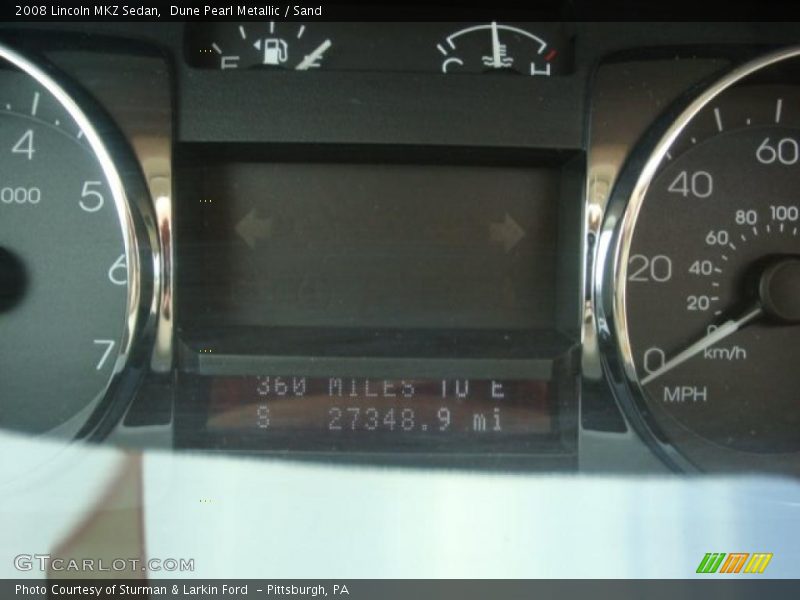 2008 Lincoln MKZ Sedan, Dune Pearl Metallic / Sand
F
C H
4
000
5
6
7
60
40
20
0
100
80
60
40
20
0
km/h
MPH
360 MILES TO E
S 27348.9 mi
GTCARLOT.COM
Photo Courtesy of Sturman & Larkin Ford - Pittsburgh, PA